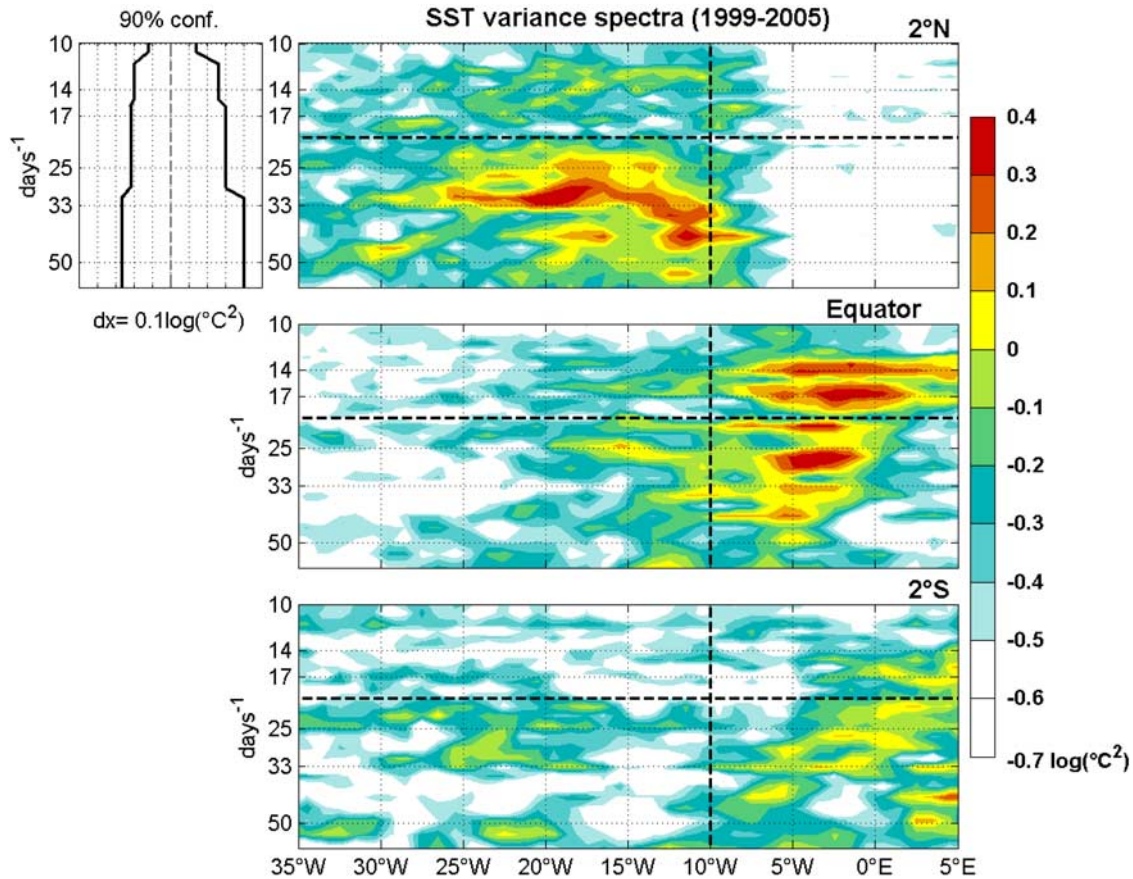 SST variance spectra (1999-2005)
90% conf.
2°N
10
14
17
25
33
50
days⁻¹
dx= 0.1log(°C²)
10
14
17
25
33
50
days⁻¹
Equator
10
14
17
25
33
50
days⁻¹
2°S
10
14
17
25
33
50
days⁻¹
35°W 30°W 25°W 20°W 15°W 10°W 5°W 0°E 5°E
0.4
0.3
0.2
0.1
0
-0.1
-0.2
-0.3
-0.4
-0.5
-0.6
-0.7 log(°C²)